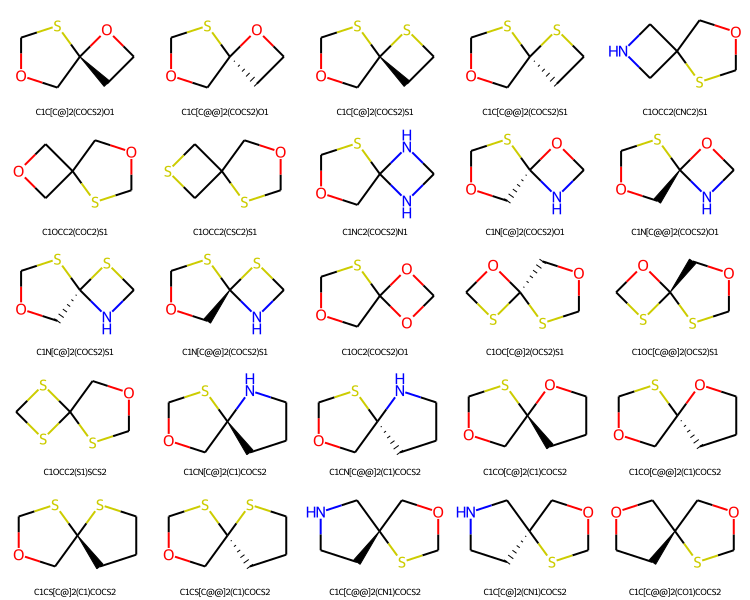 S O O
C1C[C@]2(COCS2)O1
S O O
C1C[C@@]2(COCS2)O1
S S O
C1C[C@]2(COCS2)S1
S S O
C1C[C@@]2(COCS2)S1
HN O S
C1OCC2(CNC2)S1
O O S
C1OCC2(COC2)S1
S O S
C1OCC2(CSC2)S1
H N S O N H
C1NC2(COCS2)N1
S O O N H
C1N[C@]2(COCS2)O1
S O O N H
C1N[C@@]2(COCS2)O1
S S O N H
C1N[C@]2(COCS2)S1
S S O N H
C1N[C@@]2(COCS2)S1
S O O O
C1OC2(COCS2)O1
O O S S
C1OC[C@]2(OCS2)S1
O O S S
C1OC[C@@]2(OCS2)S1
S O S S
C1OCC2(S1)SCS2
H N S O
C1CN[C@]2(C1)COCS2
H N S O
C1CN[C@@]2(C1)COCS2
S O O
C1CO[C@]2(C1)COCS2
S O O
C1CO[C@@]2(C1)COCS2
S S O
C1CS[C@]2(C1)COCS2
S S O
C1CS[C@@]2(C1)COCS2
HN O S
C1C[C@@]2(CN1)COCS2
HN O S
C1C[C@]2(CN1)COCS2
O O S
C1C[C@@]2(CO1)COCS2